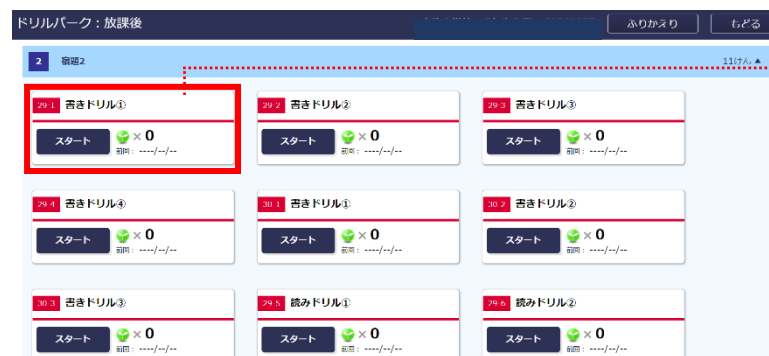 ドリルパーク：放課後
ふりかえり
もどる
2 宿題2
11けん ▲
29-1 書きドリル①
スタート × 0
前回： ----/--/--
29-2 書きドリル②
スタート × 0
前回： ----/--/--
29-3 書きドリル③
スタート × 0
前回： ----/--/--
29-4 書きドリル④
スタート × 0
前回： ----/--/--
30-1 書きドリル①
スタート × 0
前回： ----/--/--
30-2 書きドリル②
スタート × 0
前回： ----/--/--
30-3 書きドリル③
スタート × 0
前回： ----/--/--
29-5 読みドリル①
スタート × 0
前回： ----/--/--
29-6 読みドリル②
スタート × 0
前回： ----/--/--